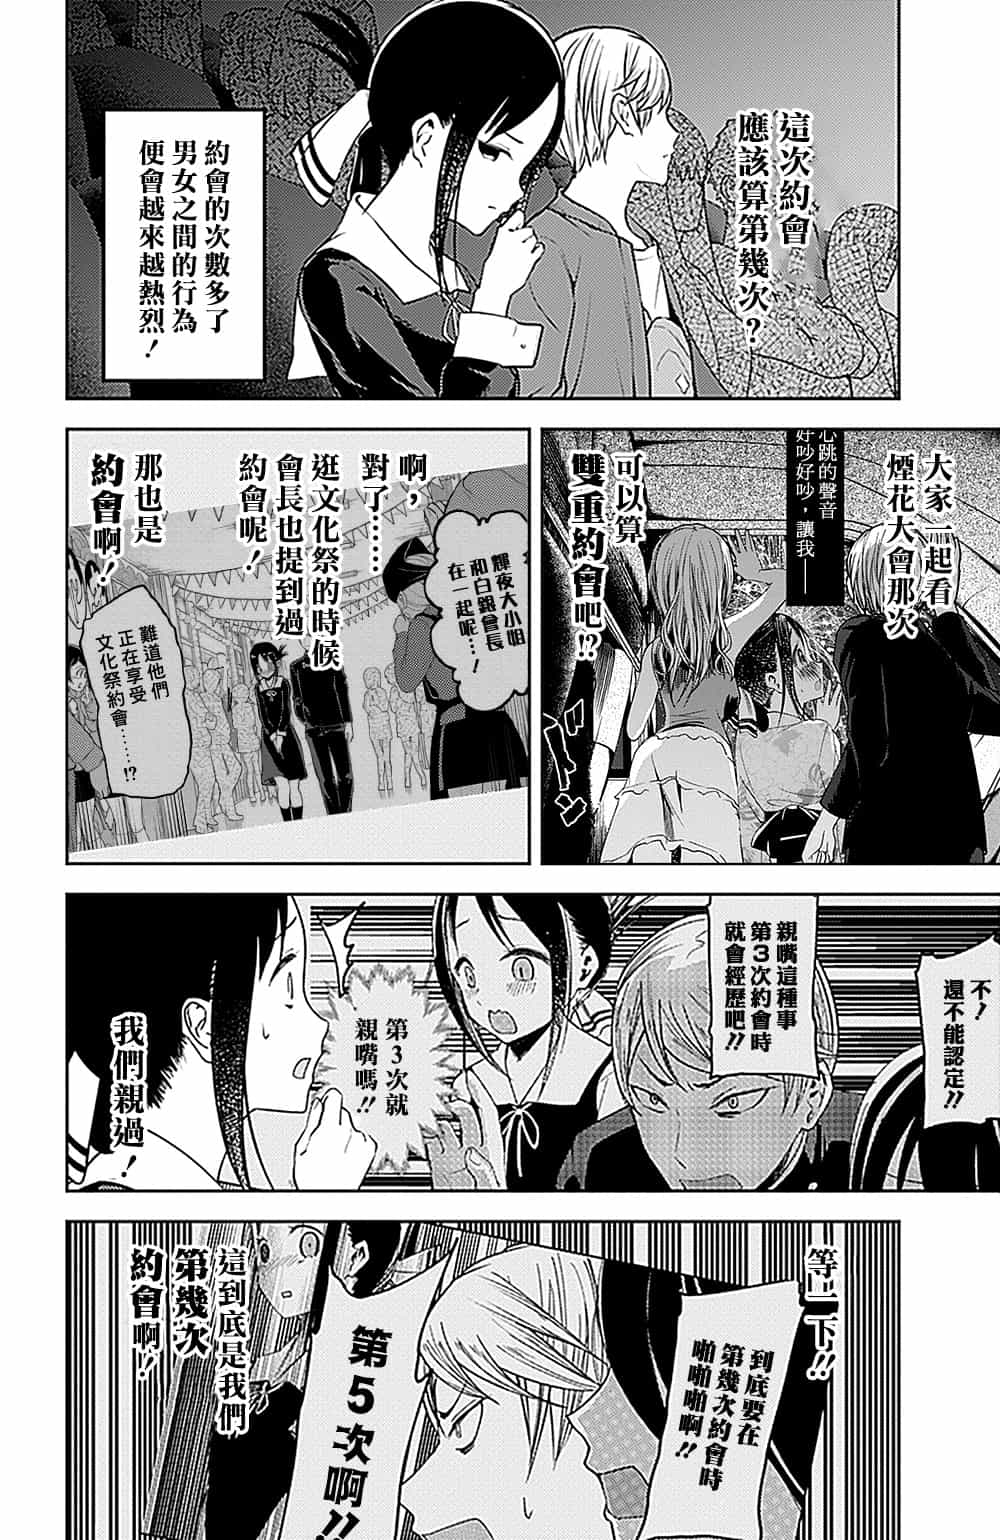 這次約會
應該算第幾次？
約會的次數多了
男女之間的行為
便會越來越熱烈！
大家一起看
煙花大會那次
心跳的聲音
好吵好吵，讓我——
可以算
雙重約會吧!?
ドーン
啊，
對了……
逛文化祭的時候
會長也提到過
約會呢！
輝夜大小姐
和白銀會長
在一起呢…！
那也是
約會啊！
難道他們
正在享受
文化祭約會……!?
不！
還不能認定!!
親嘴這種事
第3次約會時
就會經歷吧!!
第3次就
親嘴嗎!!
我們親過！
等一下!!
到底要在
第幾次約會時
啪啪啪啊!!
第5次啊!!
這到底是我們
第幾次
約會啊!!